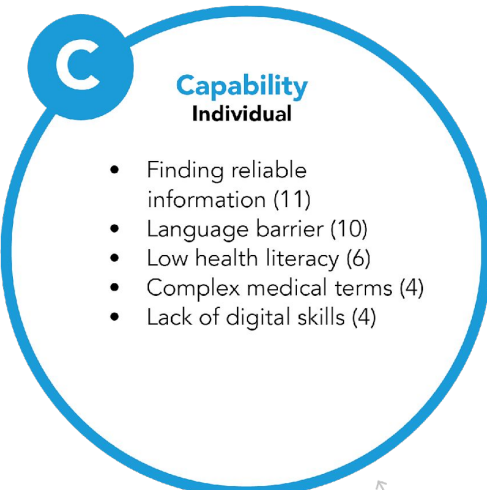 C
Capability
Individual
• Finding reliable
information (11)
• Language barrier (10)
• Low health literacy (6)
• Complex medical terms (4)
• Lack of digital skills (4)